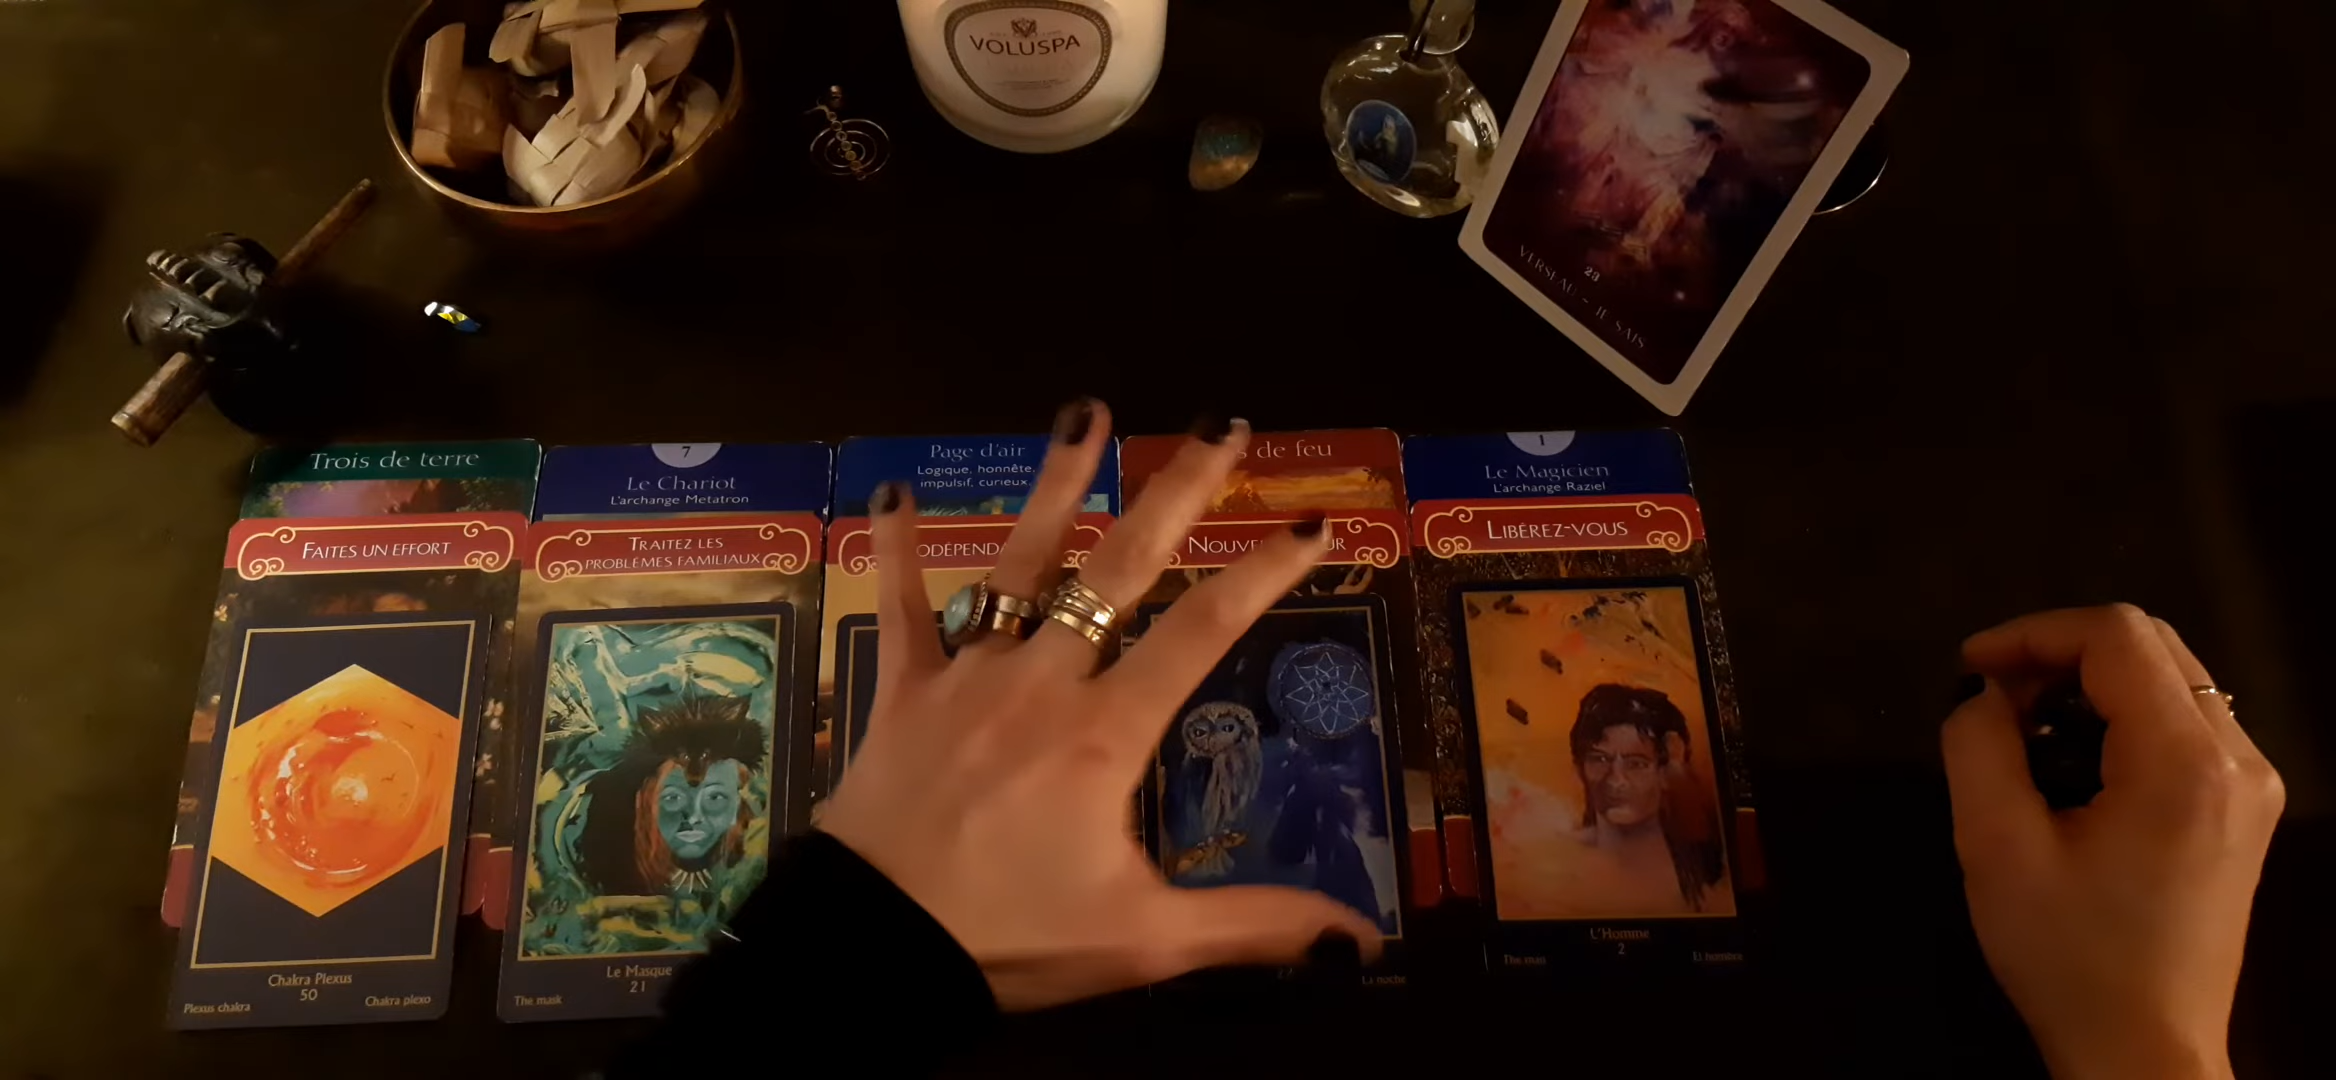 VOLUSPA
23
VERSEAU - JE SAIS
Trois de terre
7
Le Chariot
L'archange Metatron
Page d'air
Logique, honnête,
impulsif, curieux,
de feu
1
Le Magicien
L'archange Raziel
FAITES UN EFFORT
TRAITEZ LES
PROBLÈMES FAMILIAUX
LIBÉREZ-VOUS
Chakra Plexus
50
Plexus chakra
Chakra plexo
Le Masque
21
The mask
La noche
L'Homme
2
The man
El hombre